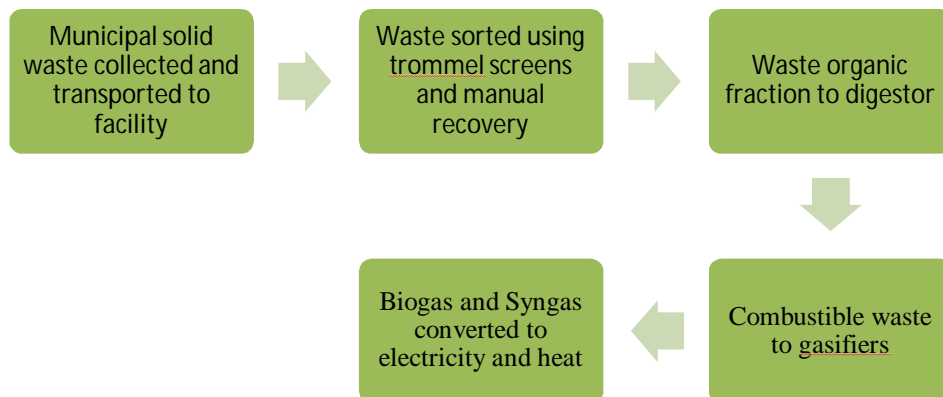 Municipal solid
waste collected and
transported to
facility
Waste sorted using
trommel screens
and manual
recovery
Waste organic
fraction to digestor
Combustible waste
to gasifiers
Biogas and Syngas
converted to
electricity and heat